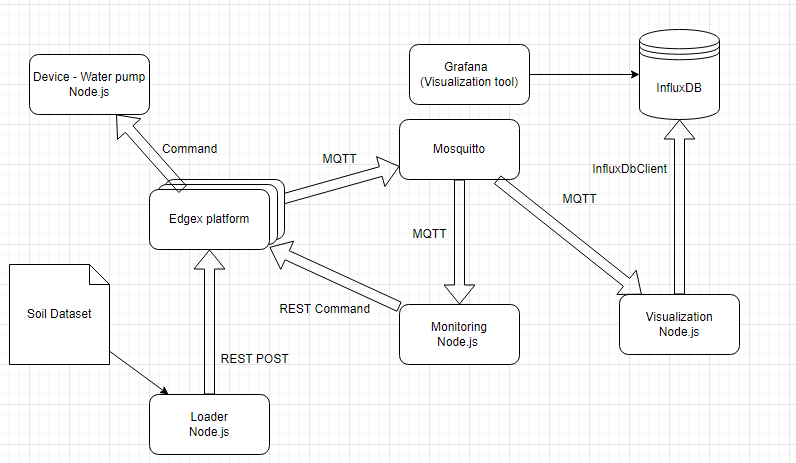 Device - Water pump
Node.js
Grafana
(Visualization tool)
InfluxDB
Command
MQTT
Mosquitto
InfluxDbClient
MQTT
Edgex platform
MQTT
REST Command
Soil Dataset
Monitoring
Node.js
Visualization
Node.js
REST POST
Loader
Node.js